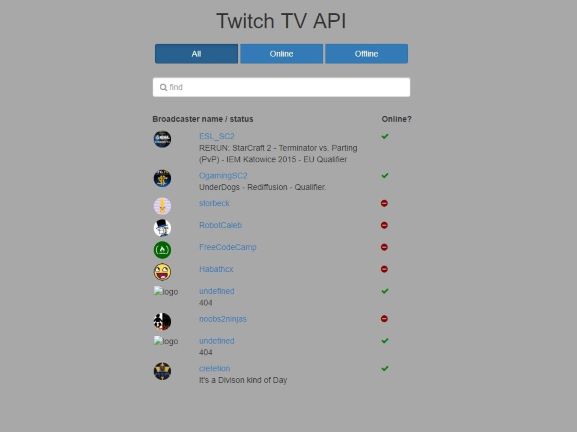 Twitch TV API
All Online Offline
find
Broadcaster name / status Online?
ESL_SC2
RERUN: StarCraft 2 - Terminator vs. Parting
(PvP) - IEM Katowice 2015 - EU Qualifier
OgamingSC2
UnderDogs - Rediffusion - Qualifier.
storbeck
RobotCaleb
FreeCodeCamp
Habathcx
logo undefined
404
noobs2ninjas
logo undefined
404
cretetion
It's a Divison kind of Day